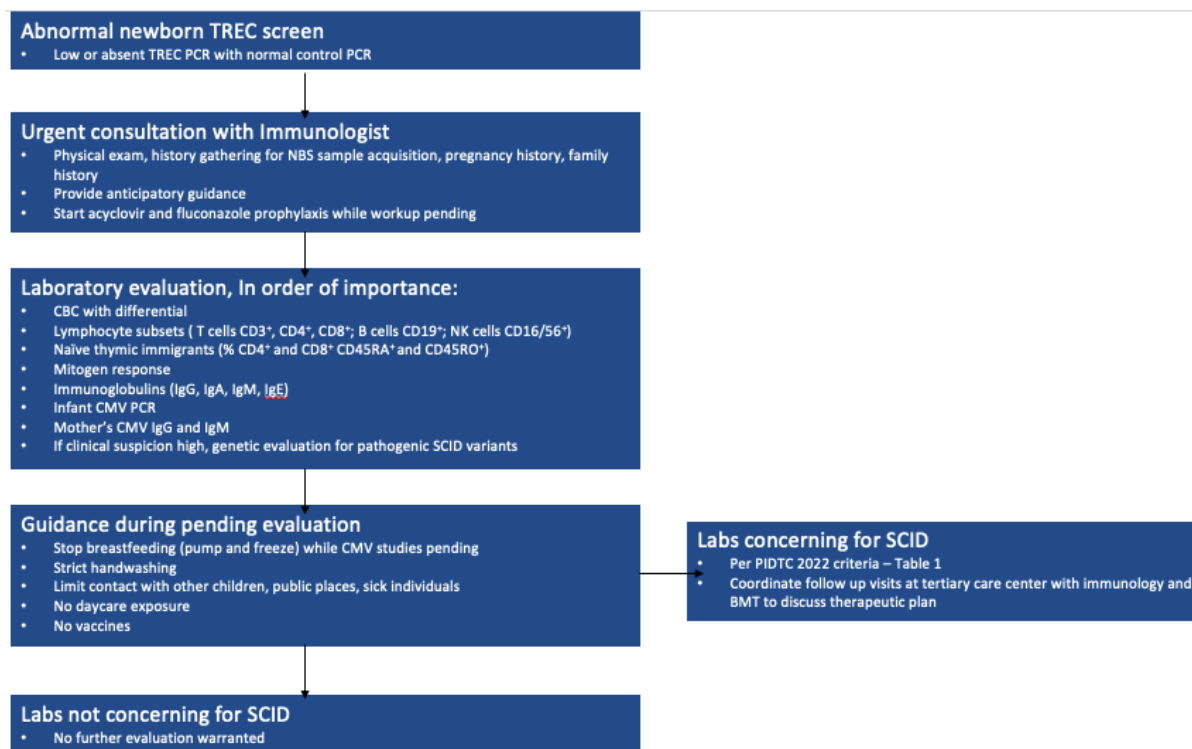 Abnormal newborn TREC screen
• Low or absent TREC PCR with normal control PCR
Urgent consultation with Immunologist
• Physical exam, history gathering for NBS sample acquisition, pregnancy history, family
history
• Provide anticipatory guidance
• Start acyclovir and fluconazole prophylaxis while workup pending
Laboratory evaluation, In order of importance:
• CBC with differential
• Lymphocyte subsets ( T cells CD3⁺, CD4⁺, CD8⁺; B cells CD19⁺; NK cells CD16/56⁺)
• Naïve thymic immigrants (% CD4⁺ and CD8⁺ CD45RA⁺ and CD45RO⁺)
• Mitogen response
• Immunoglobulins (IgG, IgA, IgM, IgE)
• Infant CMV PCR
• Mother's CMV IgG and IgM
• If clinical suspicion high, genetic evaluation for pathogenic SCID variants
Guidance during pending evaluation
• Stop breastfeeding (pump and freeze) while CMV studies pending
• Strict handwashing
• Limit contact with other children, public places, sick individuals
• No daycare exposure
• No vaccines
Labs concerning for SCID
• Per PIDTC 2022 criteria – Table 1
• Coordinate follow up visits at tertiary care center with immunology and
BMT to discuss therapeutic plan
Labs not concerning for SCID
• No further evaluation warranted